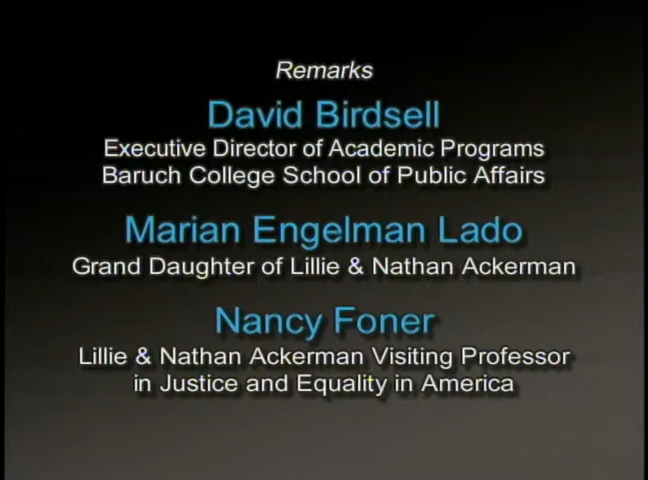 Remarks
David Birdsell
Executive Director of Academic Programs
Baruch College School of Public Affairs
Marian Engelman Lado
Grand Daughter of Lillie & Nathan Ackerman
Nancy Foner
Lillie & Nathan Ackerman Visiting Professor
in Justice and Equality in America